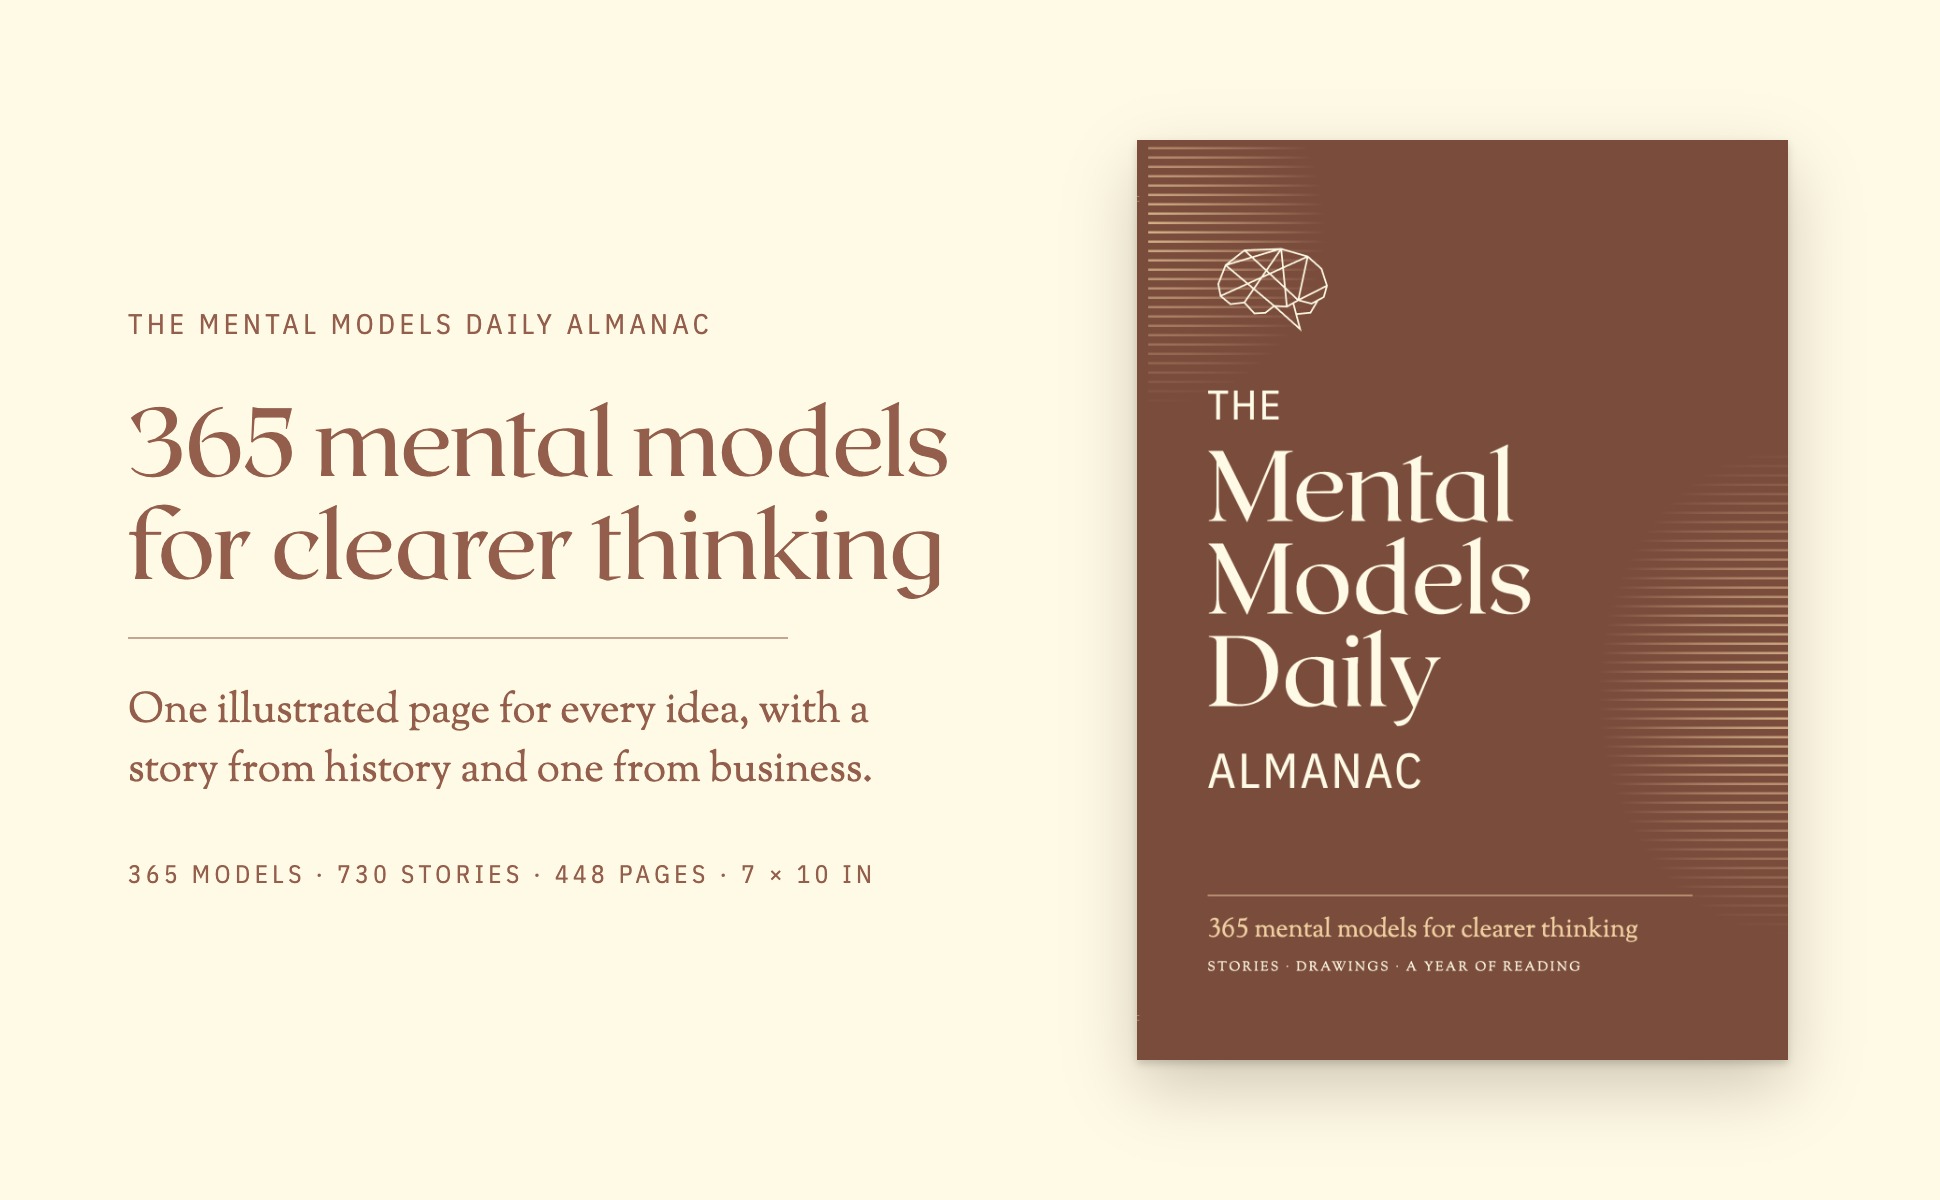 THE MENTAL MODELS DAILY ALMANAC
365 mental models
for clearer thinking
One illustrated page for every idea, with a
story from history and one from business.
365 MODELS · 730 STORIES · 448 PAGES · 7 × 10 IN
THE
Mental
Models
Daily
ALMANAC
365 mental models for clearer thinking
STORIES · DRAWINGS · A YEAR OF READING